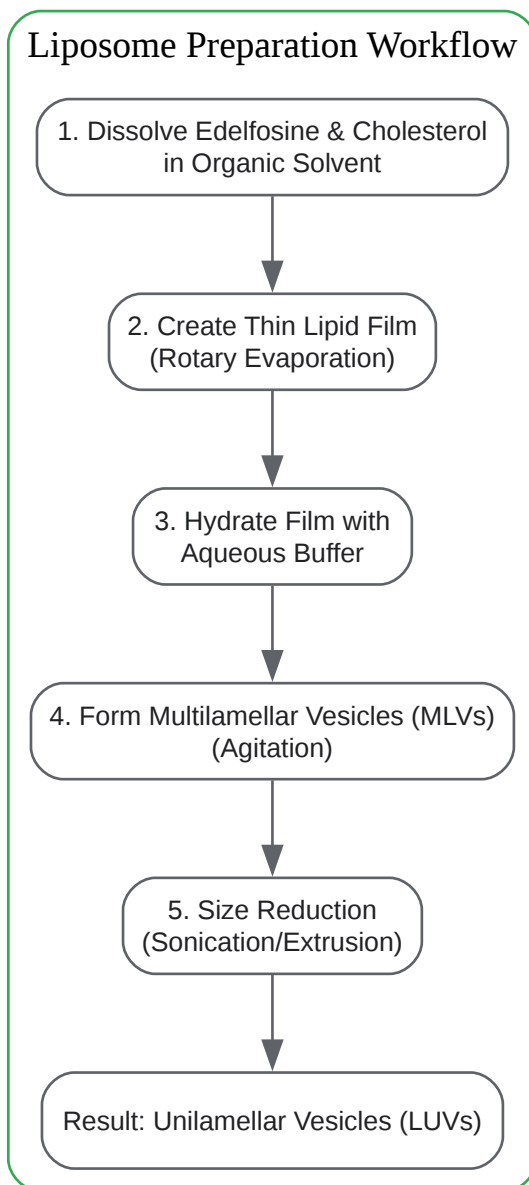 Liposome Preparation Workflow
1. Dissolve Edelfosine & Cholesterol
in Organic Solvent
2. Create Thin Lipid Film
(Rotary Evaporation)
3. Hydrate Film with
Aqueous Buffer
4. Form Multilamellar Vesicles (MLVs)
(Agitation)
5. Size Reduction
(Sonication/Extrusion)
Result: Unilamellar Vesicles (LUVs)